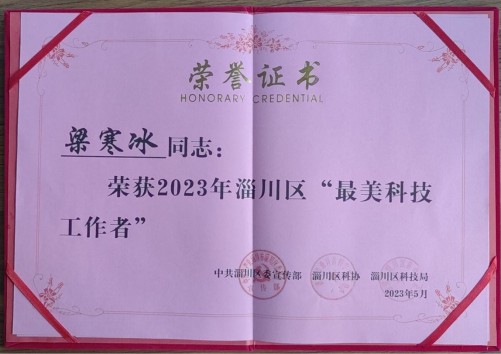 荣誉证书
HONORARY CREDENTIAL
梁寒冰同志：
荣获2023年淄川区“最美科技
工作者”
中共淄川区委宣传部 淄川区科协 淄川区科技局
2023年5月